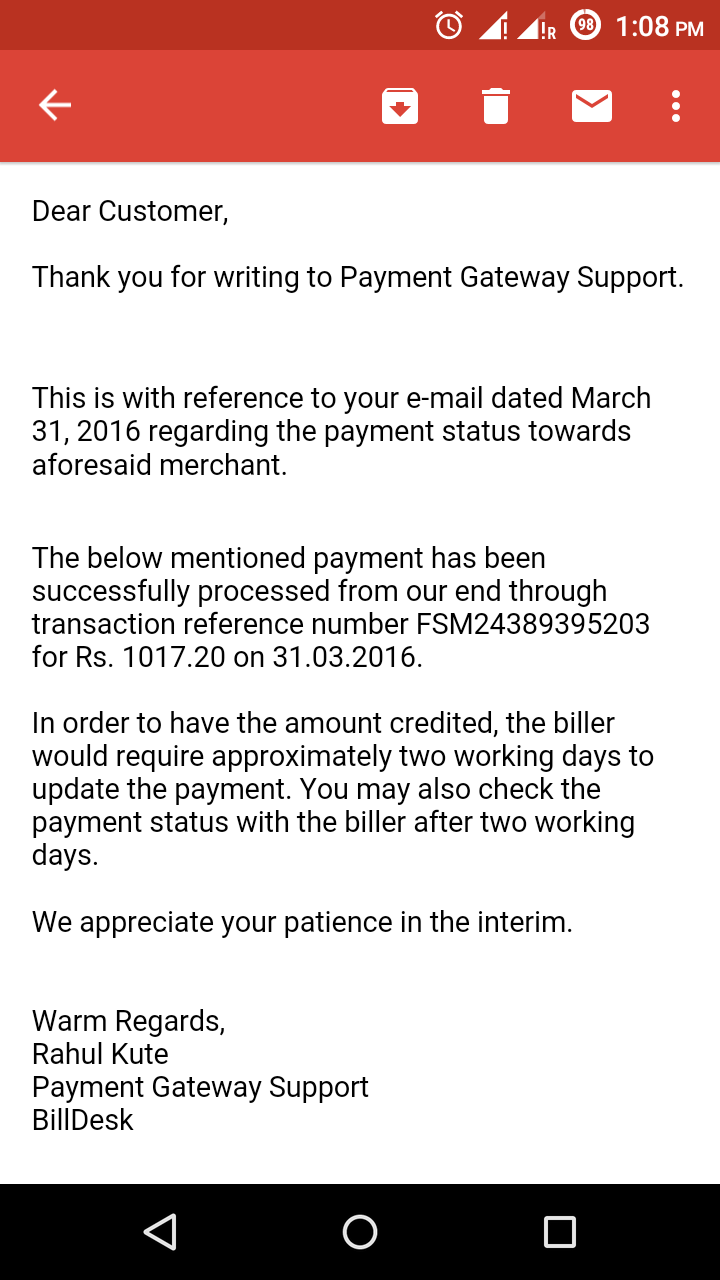 98 1:08 PM
R
Dear Customer,
Thank you for writing to Payment Gateway Support.
This is with reference to your e-mail dated March
31, 2016 regarding the payment status towards
aforesaid merchant.
The below mentioned payment has been
successfully processed from our end through
transaction reference number FSM24389395203
for Rs. 1017.20 on 31.03.2016.
In order to have the amount credited, the biller
would require approximately two working days to
update the payment. You may also check the
payment status with the biller after two working
days.
We appreciate your patience in the interim.
Warm Regards,
Rahul Kute
Payment Gateway Support
BillDesk